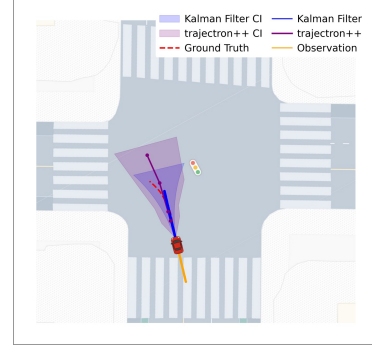 Kalman Filter CI
trajectron++ CI
Ground Truth
Kalman Filter
trajectron++
Observation